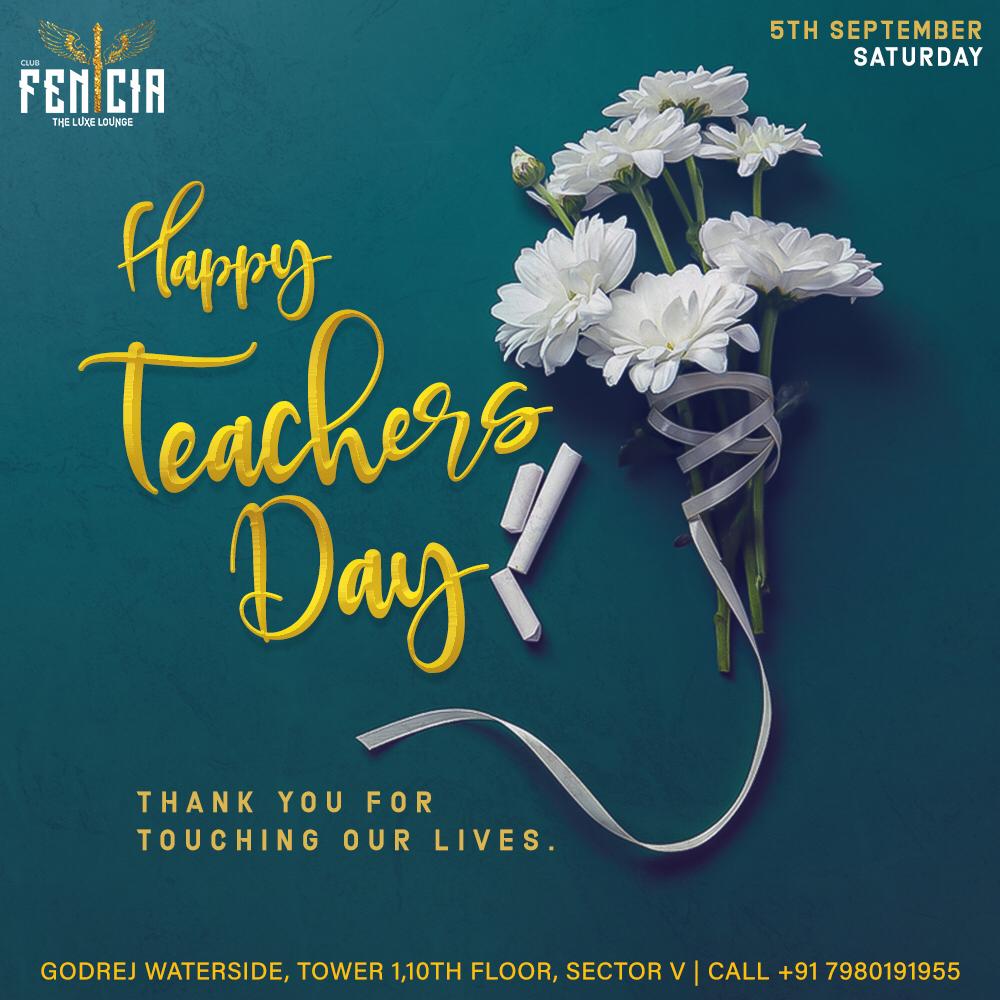 CLUB
FENICIA
THE LUXE LOUNGE
5TH SEPTEMBER
SATURDAY
Happy
Teachers
Day
THANK YOU FOR
TOUCHING OUR LIVES.
GODREJ WATERSIDE, TOWER 1,10TH FLOOR, SECTOR V | CALL +91 7980191955